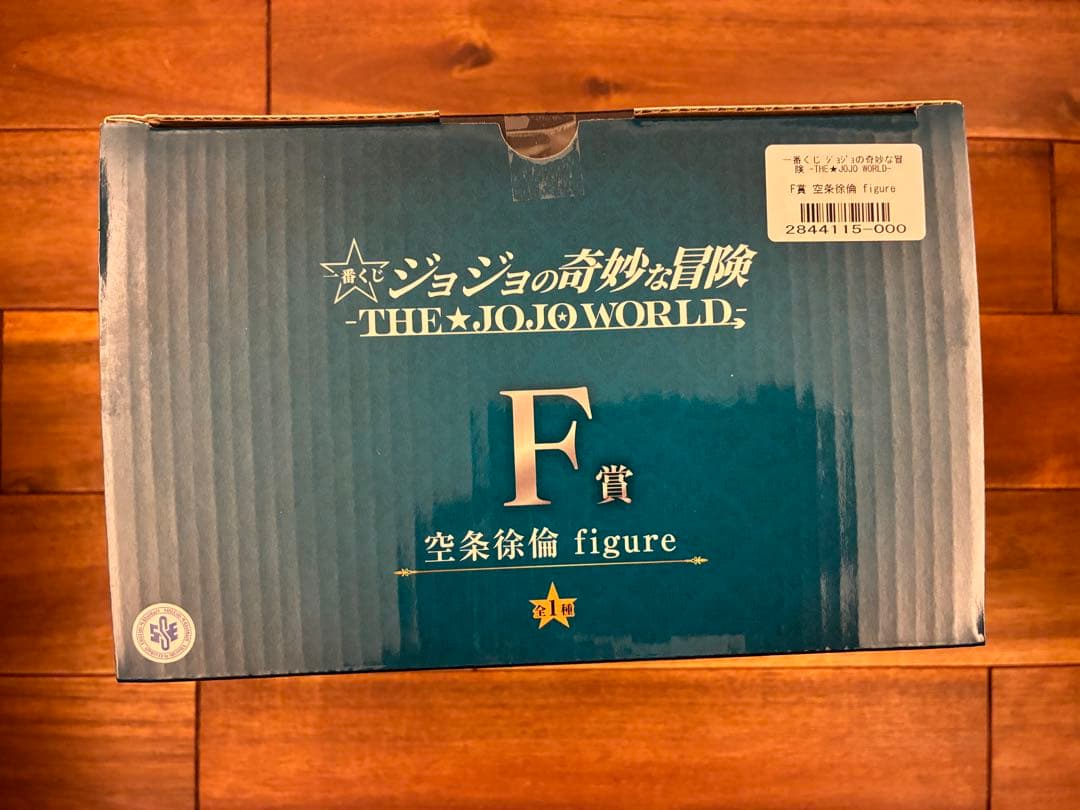 一番くじ ジョジョの奇妙な冒
険 -THE★JOJO WORLD-
F賞 空条徐倫 figure
2844115-000
一番くじ ジョジョの奇妙な冒険
-THE★JOJO WORLD-
F賞
空条徐倫 figure
全1種